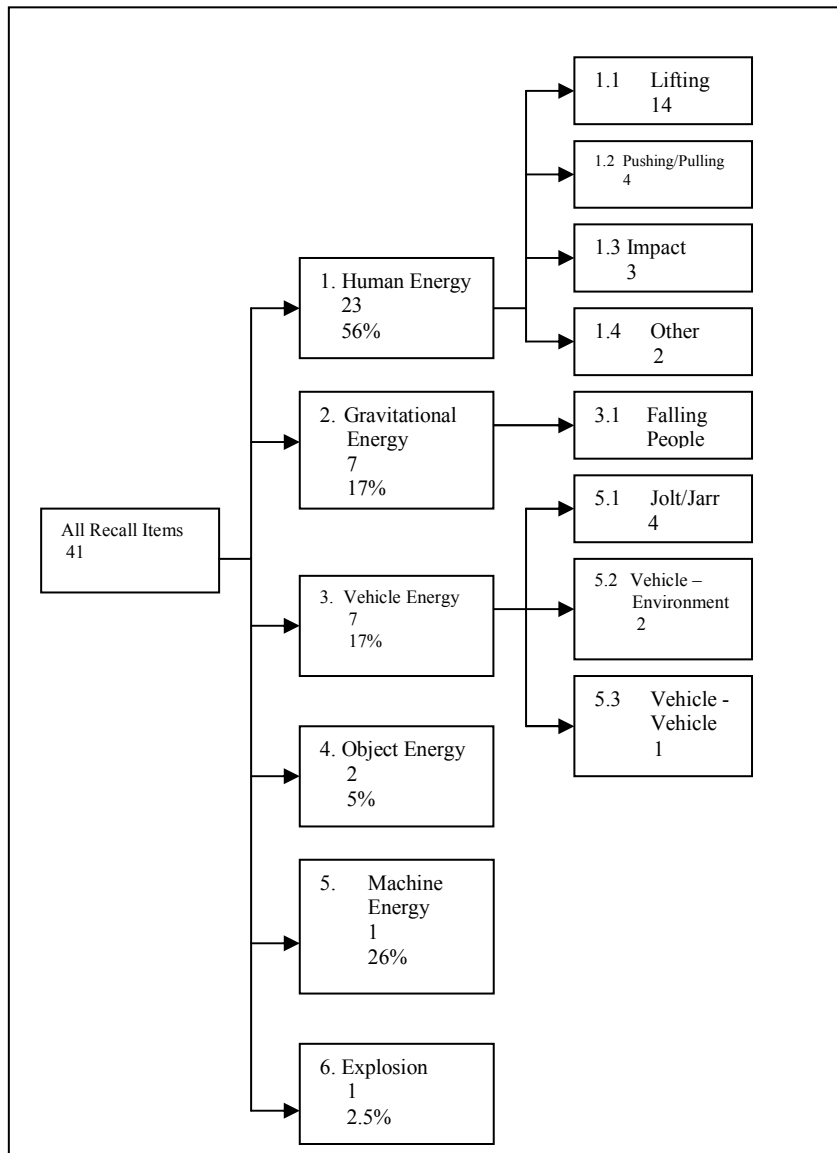 All Recall Items
41
1. Human Energy
23
56%
2. Gravitational
Energy
7
17%
3. Vehicle Energy
7
17%
4. Object Energy
2
5%
5. Machine
Energy
1
26%
6. Explosion
1
2.5%
1.1 Lifting
14
1.2 Pushing/Pulling
4
1.3 Impact
3
1.4 Other
2
3.1 Falling
People
5.1 Jolt/Jarr
4
5.2 Vehicle –
Environment
2
5.3 Vehicle -
Vehicle
1